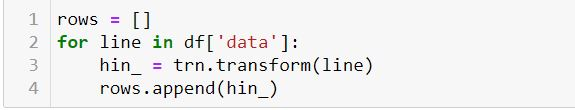 1 rows = []
2 for line in df['data']:
3     hin_ = trn.transform(line)
4     rows.append(hin_)